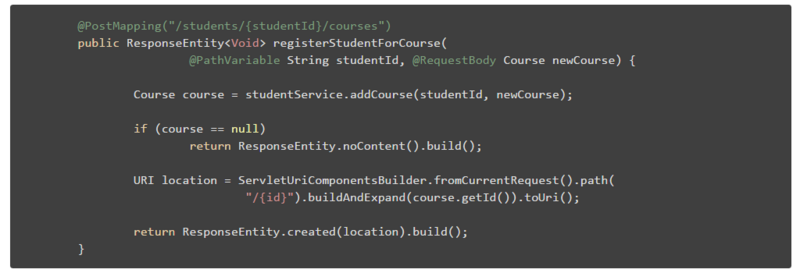 @PostMapping("/students/{studentId}/courses")
public ResponseEntity<Void> registerStudentForCourse(
@PathVariable String studentId, @RequestBody Course newCourse) {
Course course = studentService.addCourse(studentId, newCourse);
if (course == null)
return ResponseEntity.noContent().build();
URI location = ServletUriComponentsBuilder.fromCurrentRequest().path(
"/{id}").buildAndExpand(course.getId()).toUri();
return ResponseEntity.created(location).build();
}